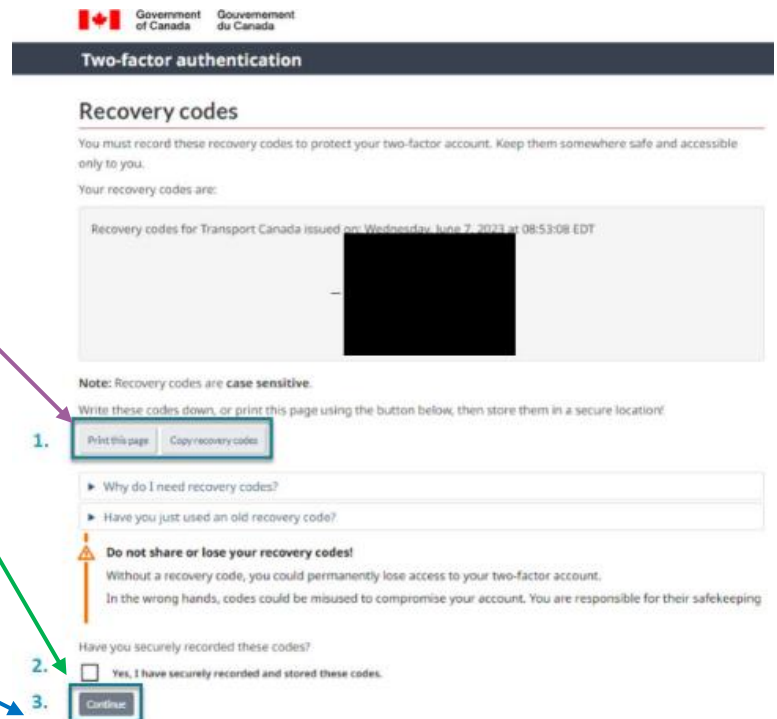 Government Gouvernement
of Canada du Canada
Two-factor authentication
Recovery codes
You must record these recovery codes to protect your two-factor account. Keep them somewhere safe and accessible
only to you.
Your recovery codes are:
Recovery codes for Transport Canada issued on: Wednesday, June 7, 2023 at 08:53:08 EDT
Note: Recovery codes are case sensitive.
Write these codes down, or print this page using the button below, then store them in a secure location!
1. Print this page Copy recovery codes
Why do I need recovery codes?
Have you just used an old recovery code?
Do not share or lose your recovery codes!
Without a recovery code, you could permanently lose access to your two-factor account.
In the wrong hands, codes could be misused to compromise your account. You are responsible for their safekeeping
Have you securely recorded these codes?
2. Yes, I have securely recorded and stored these codes.
3. Continue